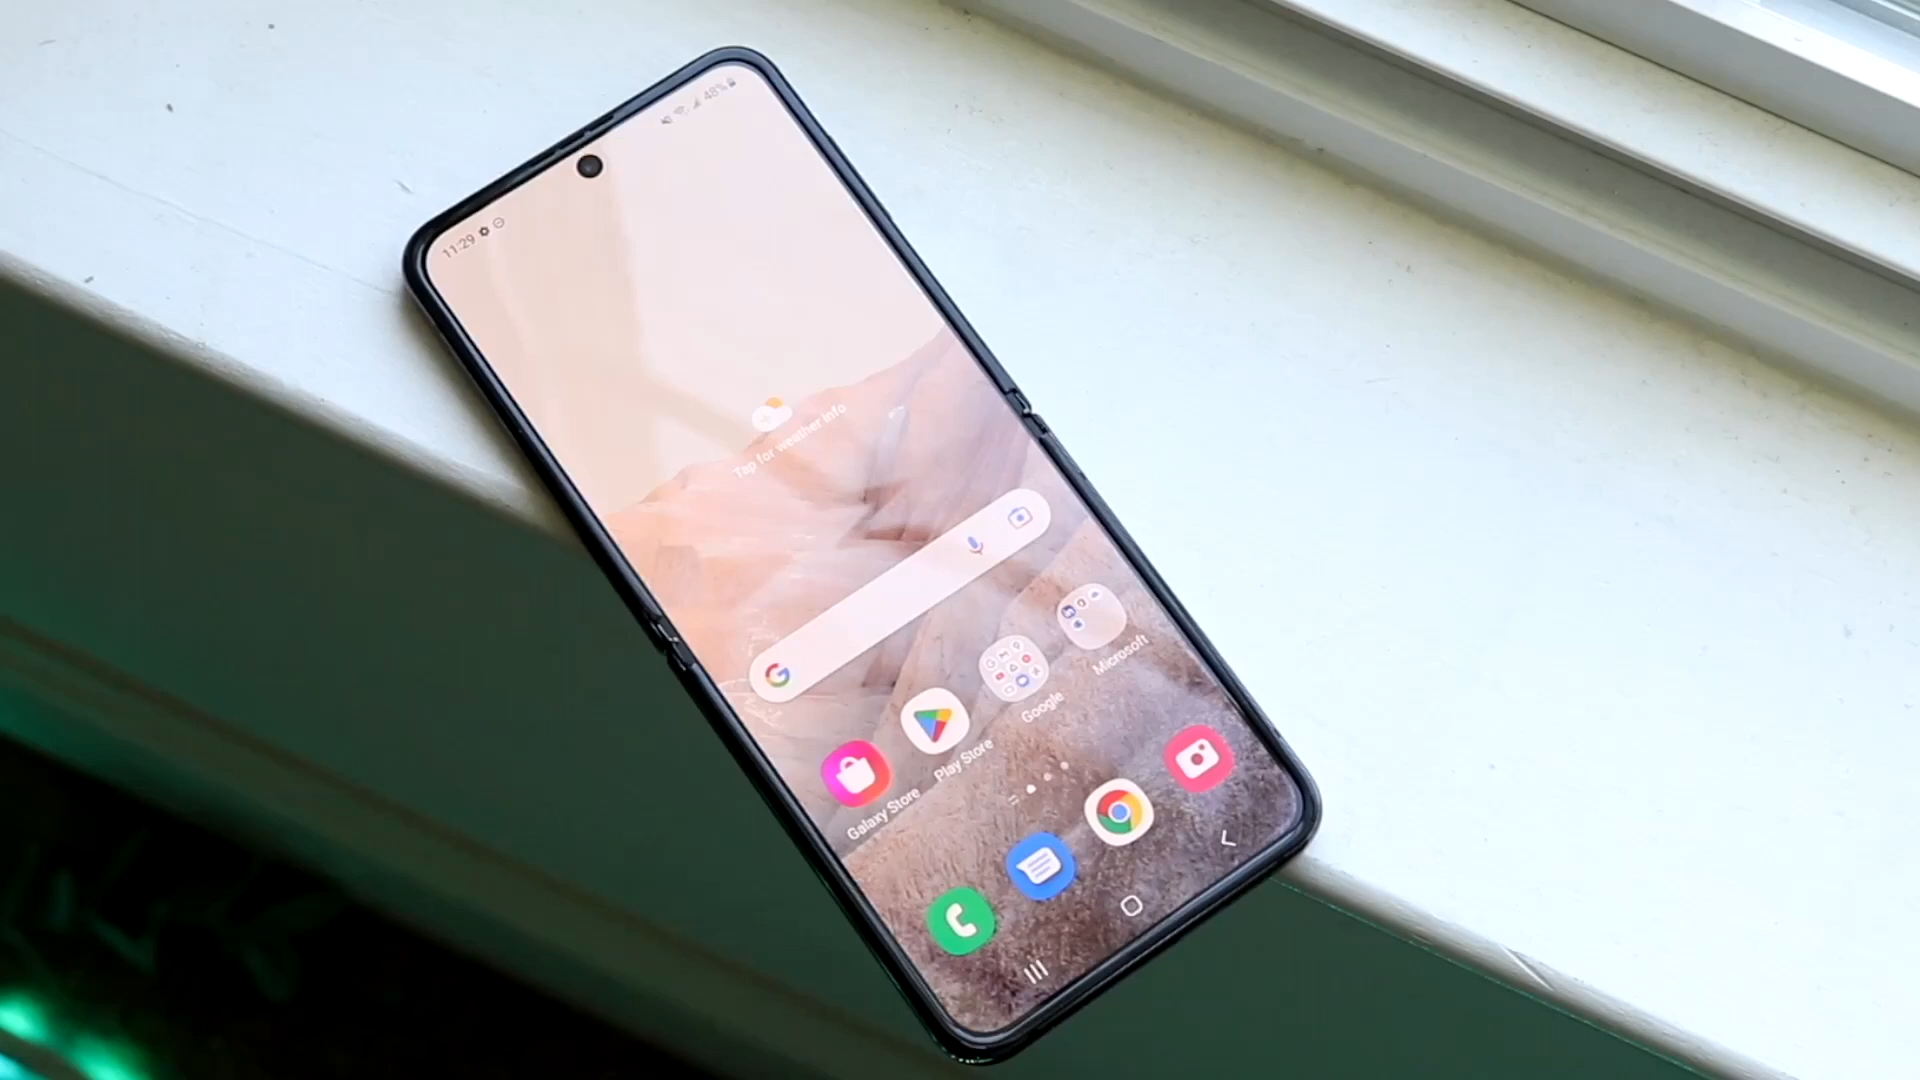 11:29
48%
Tap for weather info
G
Galaxy Store
Play Store
Google
Microsoft